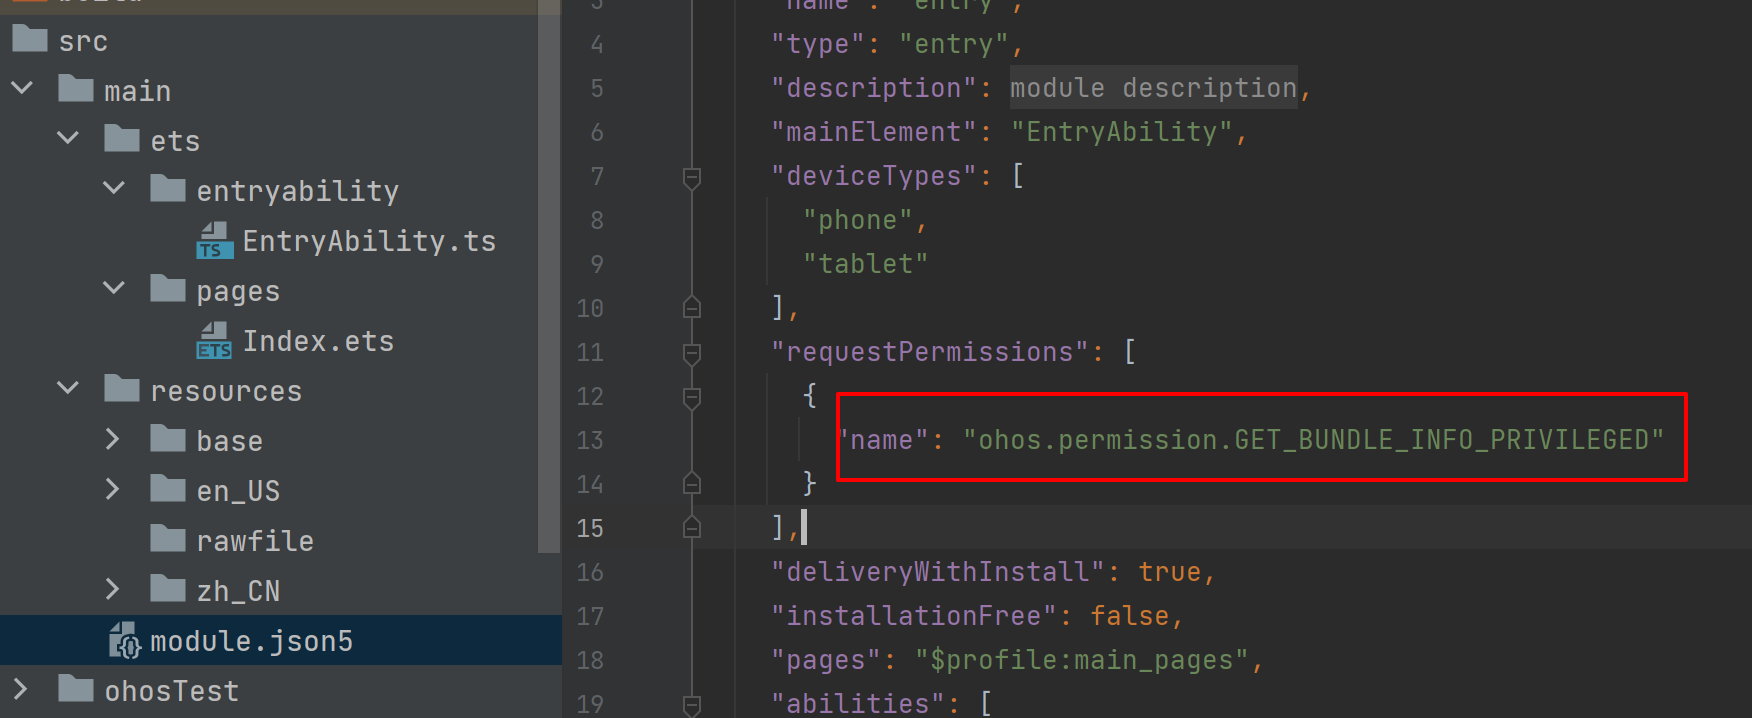 src
main
ets
entryability
TS EntryAbility.ts
pages
ETS Index.ets
resources
base
en_US
rawfile
zh_CN
{} module.json5
ohosTest
3 "name": "entry",
4 "type": "entry",
5 "description": module description,
6 "mainElement": "EntryAbility",
7 "deviceTypes": [
8 "phone",
9 "tablet"
10 ],
11 "requestPermissions": [
12 {
13 "name": "ohos.permission.GET_BUNDLE_INFO_PRIVILEGED"
14 }
15 ],
16 "deliveryWithInstall": true,
17 "installationFree": false,
18 "pages": "$profile:main_pages",
19 "abilities": [